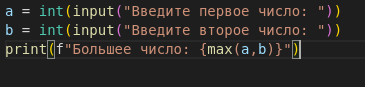 a = int(input("Введите первое число: "))
b = int(input("Введите второе число: "))
print(f"Большее число: {max(a,b)}")